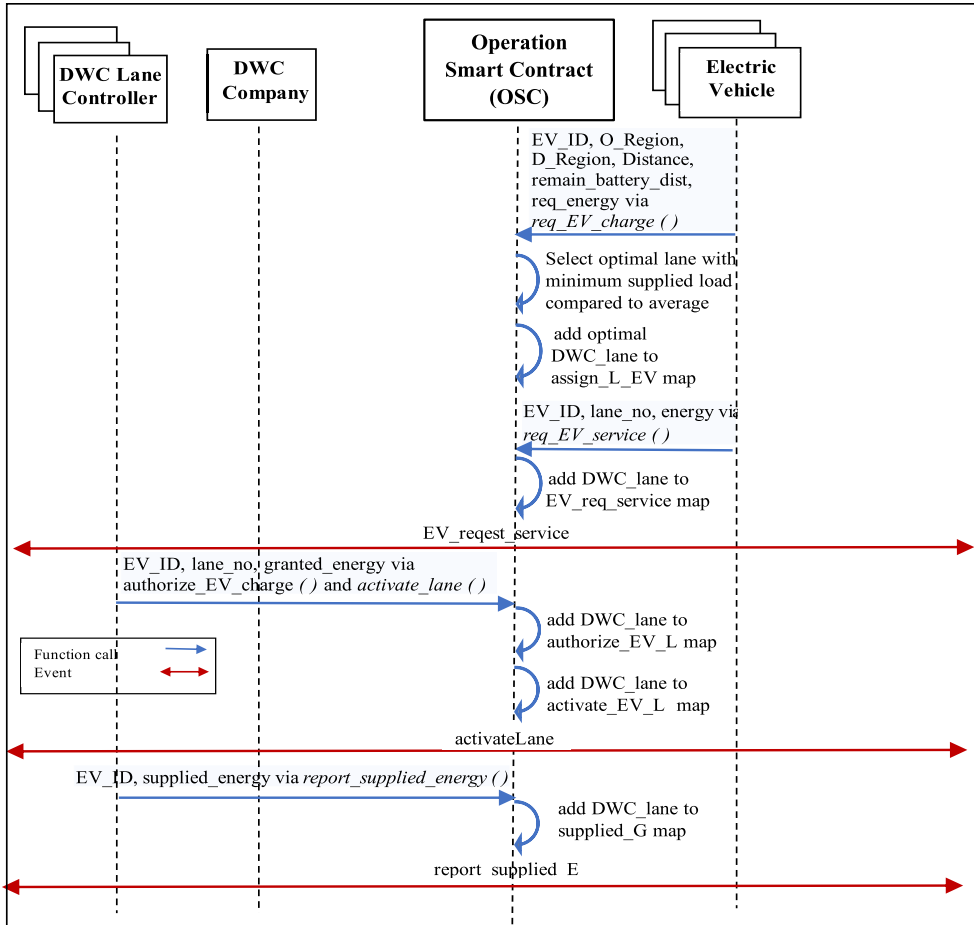 DWC Lane
Controller
DWC
Company
Operation
Smart Contract
(OSC)
Electric
Vehicle
EV_ID, O_Region,
D_Region, Distance,
remain_battery_dist,
req_energy via
req_EV_charge ( )
Select optimal lane with
minimum supplied load
compared to average
add optimal
DWC_lane to
assign_L_EV map
EV_ID, lane_no, energy via
req_EV_service ( )
add DWC_lane to
EV_req_service map
EV_reqest_service
EV_ID, lane_no, granted_energy via
authorize_EV_charge ( ) and activate_lane ( )
add DWC_lane to
authorize_EV_L map
Function call
Event
add DWC_lane to
activate_EV_L map
activateLane
EV_ID, supplied_energy via report_supplied_energy ( )
add DWC_lane to
supplied_G map
report_supplied_E